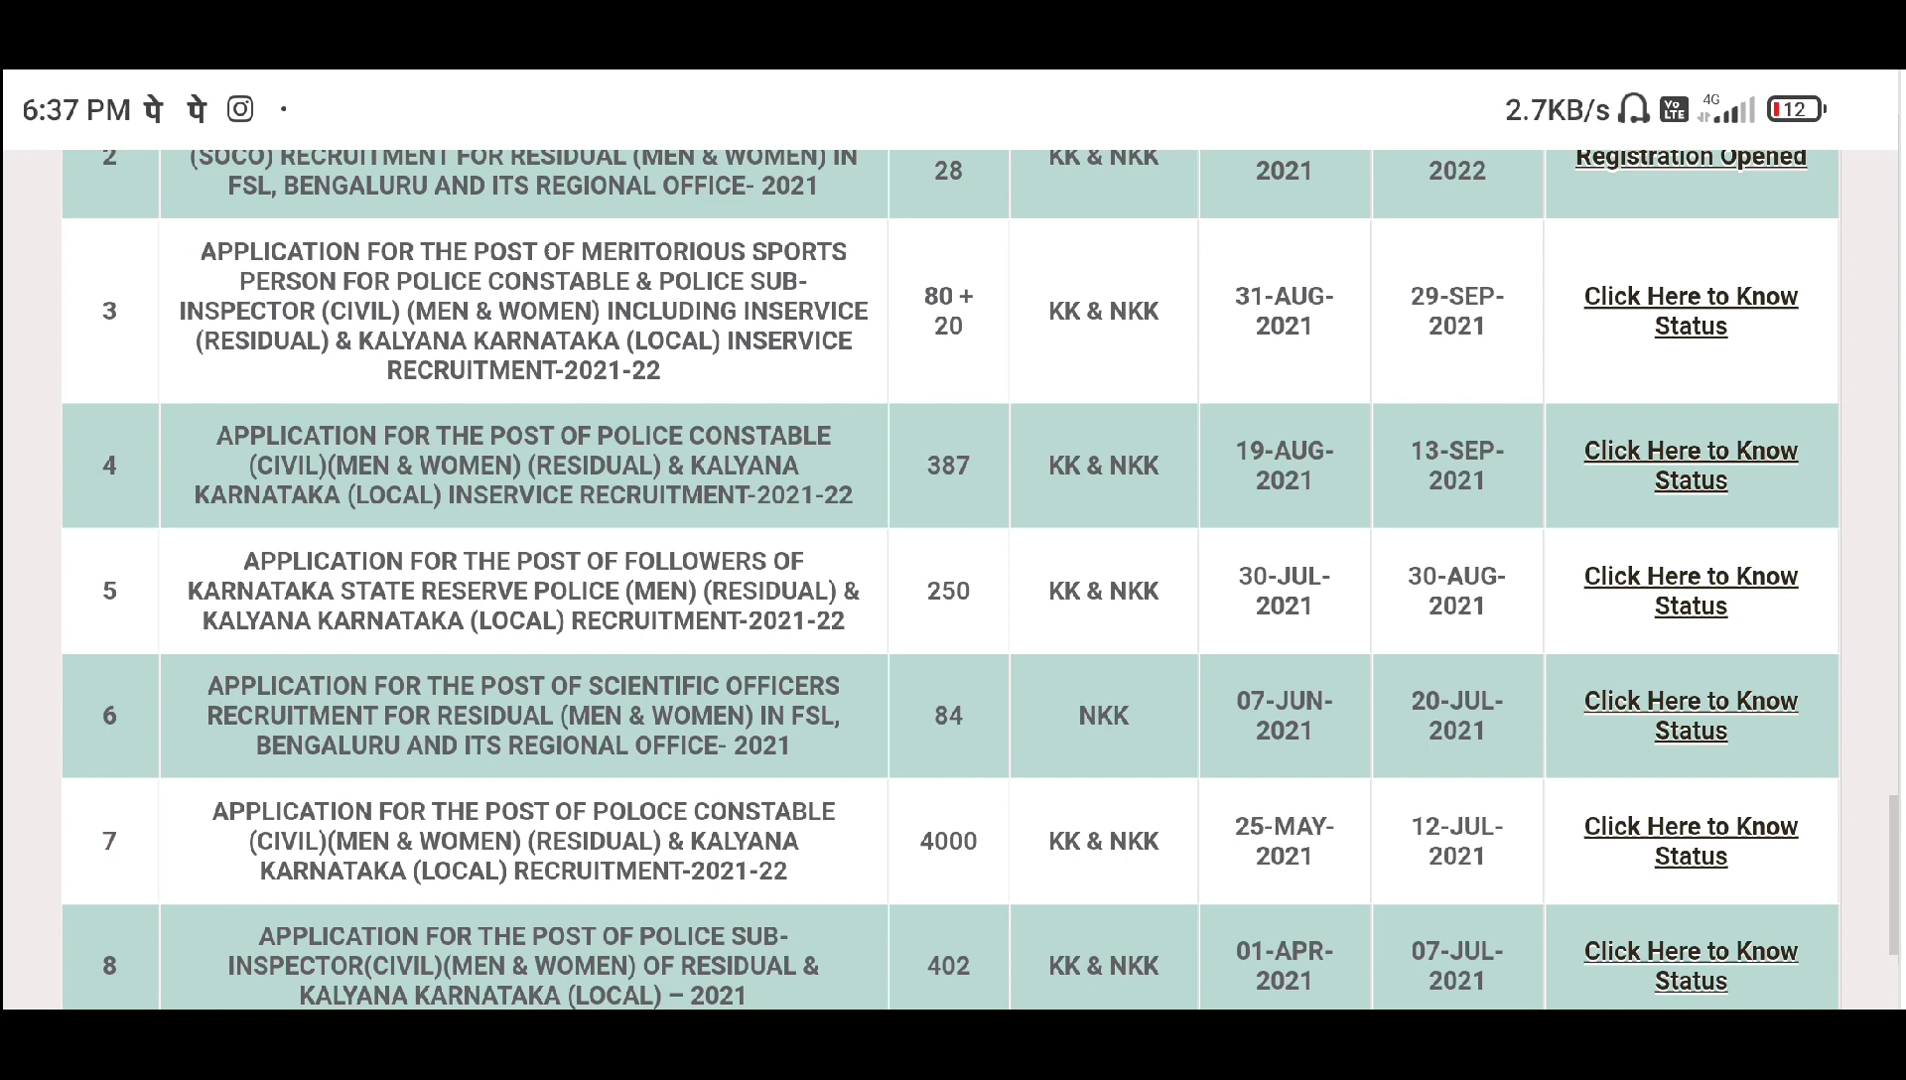 6:37 PM पे पे
2.7KB/s Vo LTE 4G 12
2 (SOCO) RECRUITMENT FOR RESIDUAL (MEN & WOMEN) IN KK & NKK Registration Opened
FSL, BENGALURU AND ITS REGIONAL OFFICE- 2021 28 2021 2022
APPLICATION FOR THE POST OF MERITORIOUS SPORTS
PERSON FOR POLICE CONSTABLE & POLICE SUB- 80 + 31-AUG- 29-SEP- Click Here to Know
3 INSPECTOR (CIVIL) (MEN & WOMEN) INCLUDING INSERVICE KK & NKK
(RESIDUAL) & KALYANA KARNATAKA (LOCAL) INSERVICE 20 2021 2021 Status
RECRUITMENT-2021-22
APPLICATION FOR THE POST OF POLICE CONSTABLE 19-AUG- 13-SEP- Click Here to Know
4 (CIVIL)(MEN & WOMEN) (RESIDUAL) & KALYANA 387 KK & NKK
KARNATAKA (LOCAL) INSERVICE RECRUITMENT-2021-22 2021 2021 Status
APPLICATION FOR THE POST OF FOLLOWERS OF 30-JUL- 30-AUG- Click Here to Know
5 KARNATAKA STATE RESERVE POLICE (MEN) (RESIDUAL) & 250 KK & NKK
KALYANA KARNATAKA (LOCAL) RECRUITMENT-2021-22 2021 2021 Status
APPLICATION FOR THE POST OF SCIENTIFIC OFFICERS 07-JUN- 20-JUL- Click Here to Know
6 RECRUITMENT FOR RESIDUAL (MEN & WOMEN) IN FSL, 84 NKK
BENGALURU AND ITS REGIONAL OFFICE- 2021 2021 2021 Status
APPLICATION FOR THE POST OF POLOCE CONSTABLE 25-MAY- 12-JUL- Click Here to Know
7 (CIVIL)(MEN & WOMEN) (RESIDUAL) & KALYANA 4000 KK & NKK
KARNATAKA (LOCAL) RECRUITMENT-2021-22 2021 2021 Status
APPLICATION FOR THE POST OF POLICE SUB- 01-APR- 07-JUL- Click Here to Know
8 INSPECTOR(CIVIL)(MEN & WOMEN) OF RESIDUAL & 402 KK & NKK
KALYANA KARNATAKA (LOCAL) – 2021 2021 2021 Status